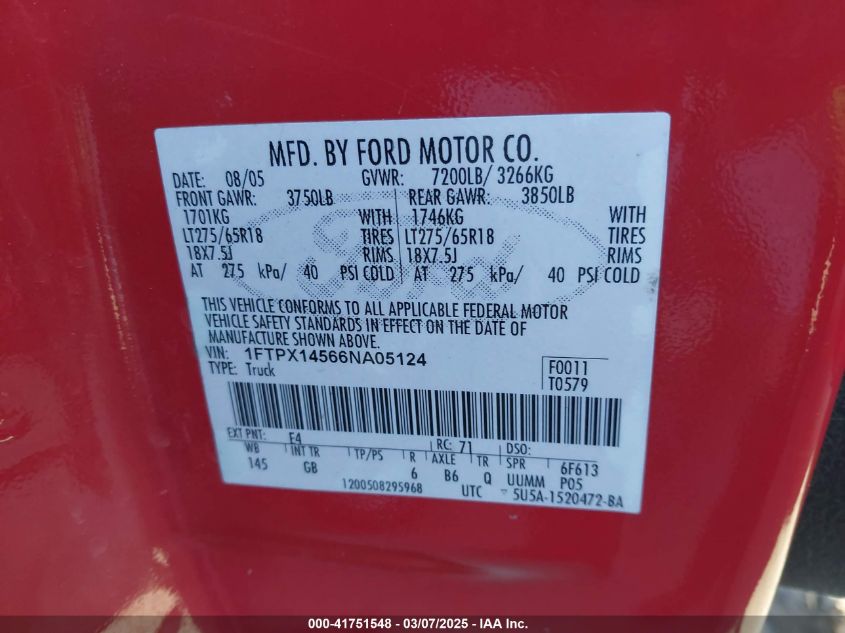 MFD. BY FORD MOTOR CO.
DATE: 08/05 GVWR: 7200LB/ 3266KG
FRONT GAWR: 3750LB REAR GAWR: 3850LB
1701KG WITH 1746KG WITH
LT275/65R18 TIRES LT275/65R18 TIRES
18X7.5J RIMS 18X7.5J RIMS
AT 275 kPa/ 40 PSI COLD AT 275 kPa/ 40 PSI COLD
Ford
THIS VEHICLE CONFORMS TO ALL APPLICABLE FEDERAL MOTOR
VEHICLE SAFETY STANDARDS IN EFFECT ON THE DATE OF
MANUFACTURE SHOWN ABOVE.
VIN: 1FTPX14566NA05124 F0011
TYPE: Truck T0579
EXT PNT: E4 RC: 71 DSO:
WB INT TR TP/PS R AXLE TR SPR 6F613
145 GB 6 B6 Q UUMM P05
1200508295968 UTC 5U5A-1520472-BA
000-41751548 — 03/07/2025 — IAA Inc.